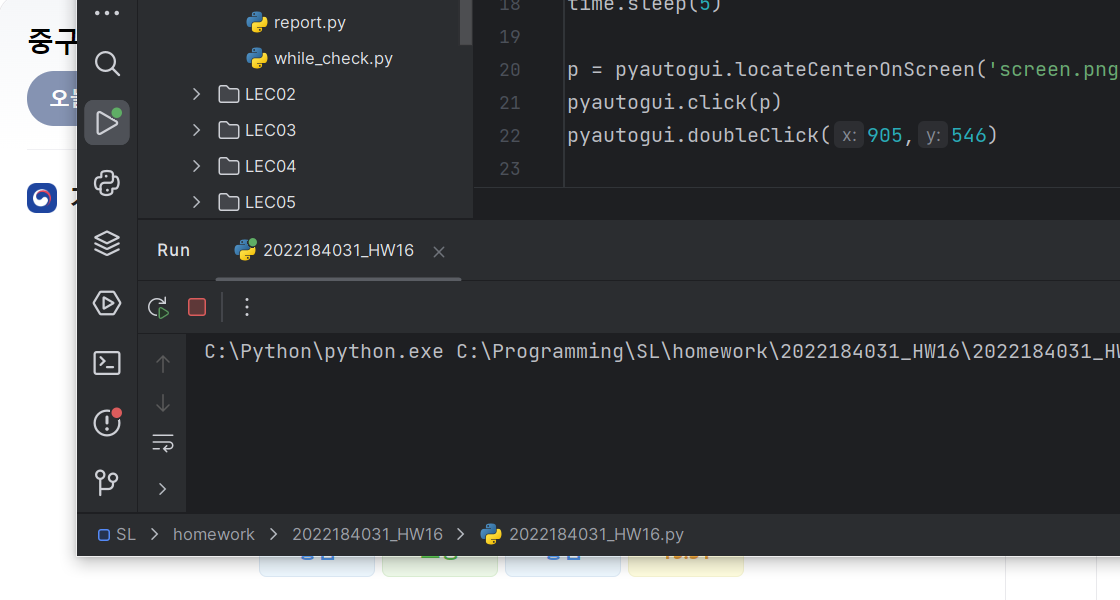 중구
오늘
report.py
while_check.py
LEC02
LEC03
LEC04
LEC05
18 time.sleep(5)
19
20 p = pyautogui.locateCenterOnScreen('screen.png
21 pyautogui.click(p)
22 pyautogui.doubleClick( x: 905, y: 546)
23
Run 2022184031_HW16
C:\Python\python.exe C:\Programming\SL\homework\2022184031_HW16\2022184031_HW
SL > homework > 2022184031_HW16 > 2022184031_HW16.py